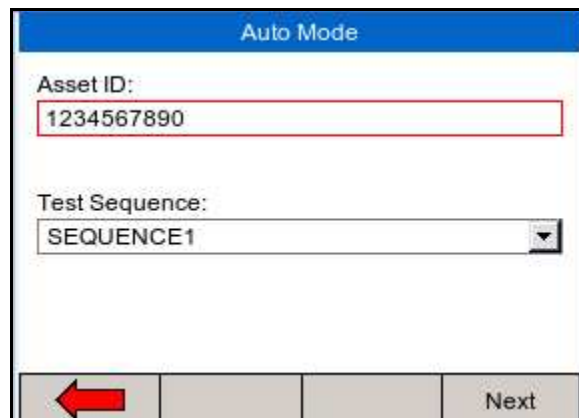 Auto Mode
Asset ID:
1234567890
Test Sequence:
SEQUENCE1
Next